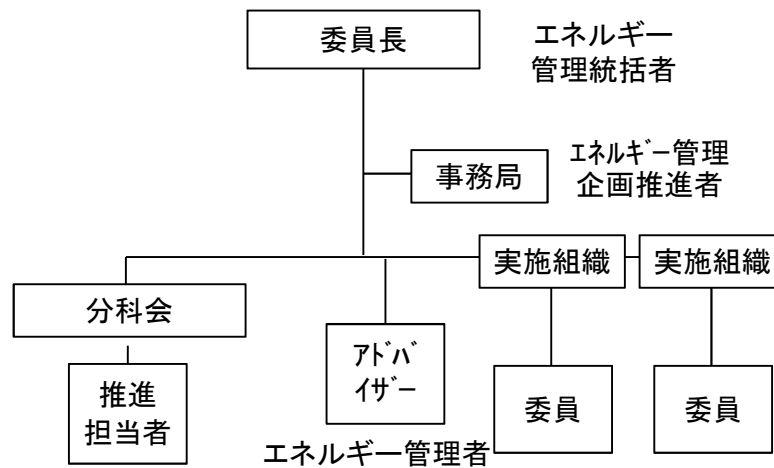 委員長
エネルギー
管理統括者
事務局
ｴﾈﾙｷﾞｰ管理
企画推進者
実施組織
実施組織
分科会
ｱﾄﾞﾊﾞ
ｲｻﾞｰ
推進
担当者
委員
委員
エネルギー管理者